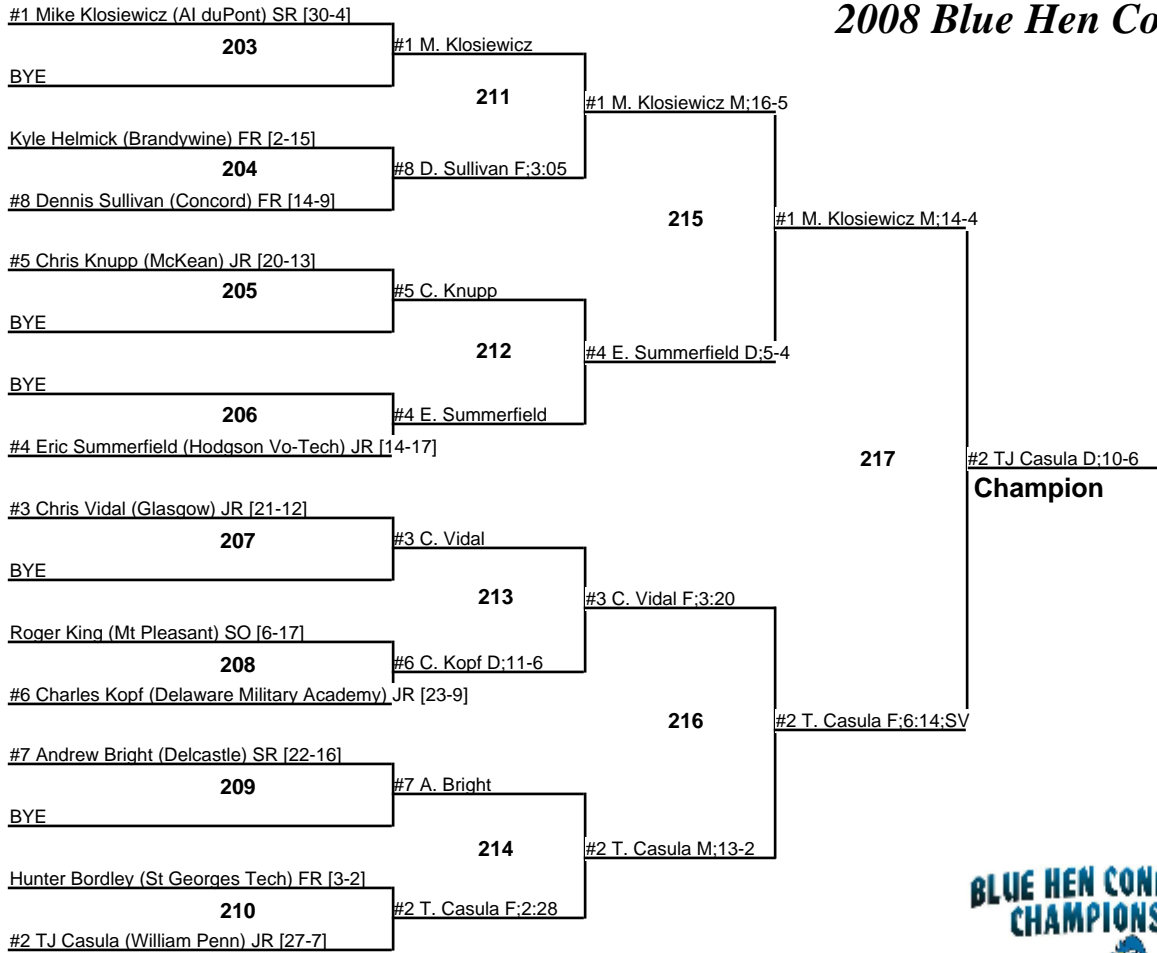 2008 Blue Hen Co
#1 Mike Klosiewicz (AI duPont) SR [30-4]
203
BYE
#1 M. Klosiewicz
211
Kyle Helmick (Brandywine) FR [2-15]
204
#8 Dennis Sullivan (Concord) FR [14-9]
#8 D. Sullivan F;3:05
#1 M. Klosiewicz M;16-5
215
#5 Chris Knupp (McKean) JR [20-13]
205
BYE
#5 C. Knupp
212
BYE
206
#4 Eric Summerfield (Hodgson Vo-Tech) JR [14-17]
#4 E. Summerfield
#4 E. Summerfield D;5-4
#1 M. Klosiewicz M;14-4
217
#3 Chris Vidal (Glasgow) JR [21-12]
207
BYE
#3 C. Vidal
213
Roger King (Mt Pleasant) SO [6-17]
208
#6 Charles Kopf (Delaware Military Academy) JR [23-9]
#6 C. Kopf D;11-6
#3 C. Vidal F;3:20
216
#7 Andrew Bright (Delcastle) SR [22-16]
209
BYE
#7 A. Bright
214
Hunter Bordley (St Georges Tech) FR [3-2]
210
#2 TJ Casula (William Penn) JR [27-7]
#2 T. Casula F;2:28
#2 T. Casula M;13-2
#2 T. Casula F;6:14;SV
#2 TJ Casula D;10-6
Champion
BLUE HEN CON
CHAMPIONS